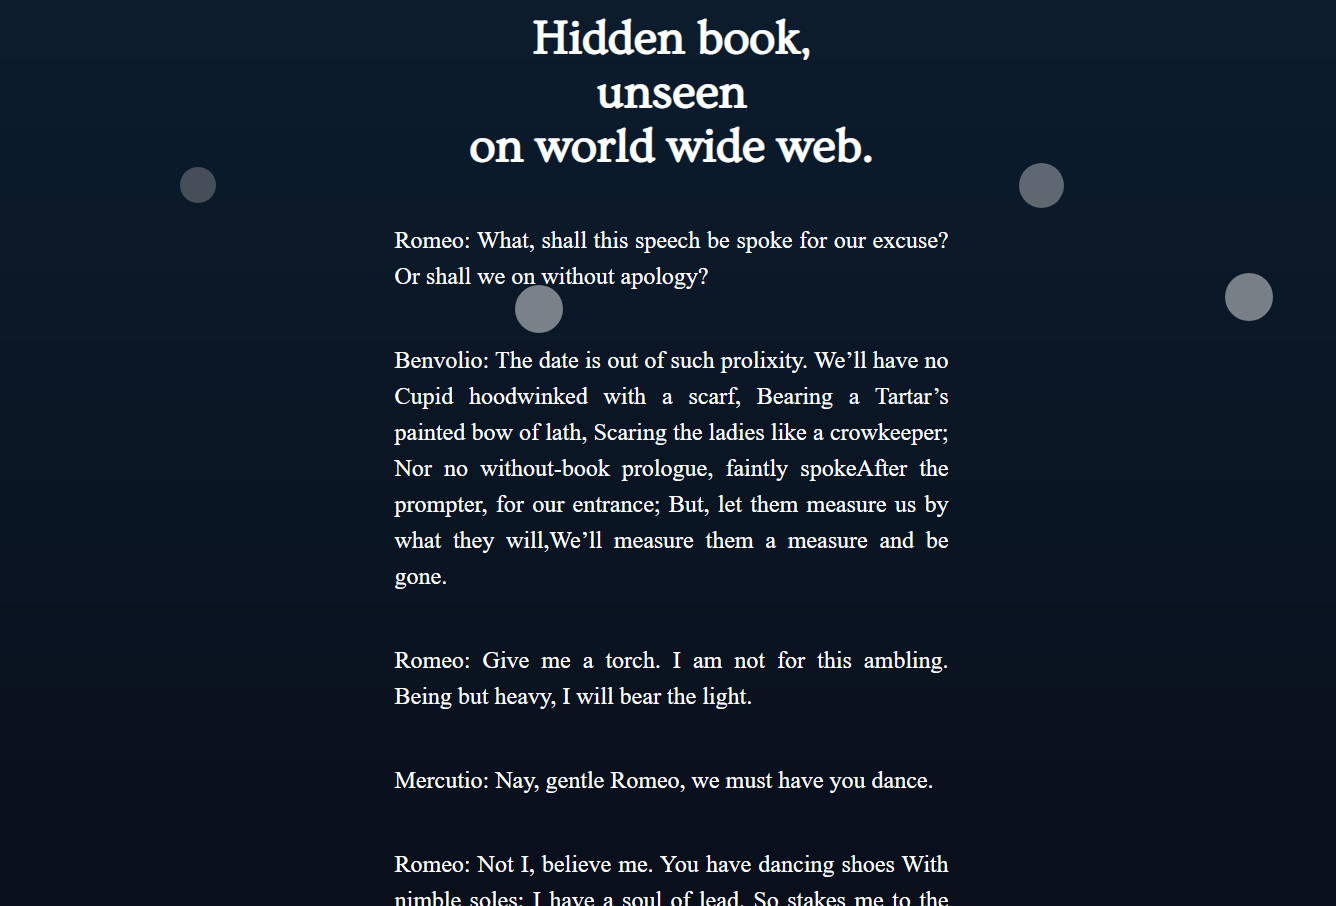 Hidden book,
unseen
on world wide web.
Romeo: What, shall this speech be spoke for our excuse?
Or shall we on without apology?
Benvolio: The date is out of such prolixity. We’ll have no
Cupid hoodwinked with a scarf, Bearing a Tartar’s
painted bow of lath, Scaring the ladies like a crowkeeper;
Nor no without-book prologue, faintly spokeAfter the
prompter, for our entrance; But, let them measure us by
what they will,We’ll measure them a measure and be
gone.
Romeo: Give me a torch. I am not for this ambling.
Being but heavy, I will bear the light.
Mercutio: Nay, gentle Romeo, we must have you dance.
Romeo: Not I, believe me. You have dancing shoes With
nimble soles; I have a soul of lead. So stakes me to the